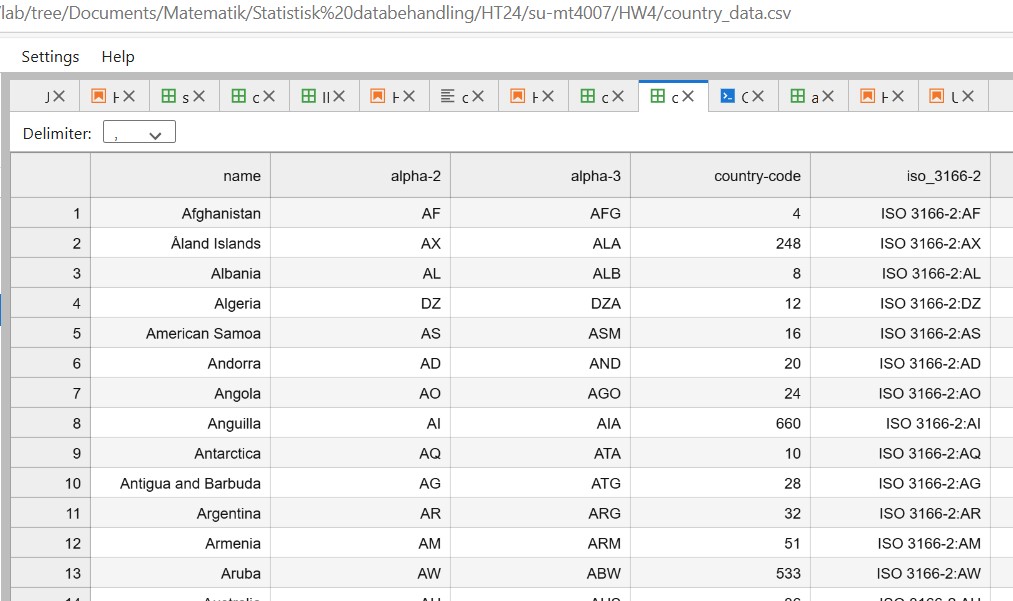 /lab/tree/Documents/Matematik/Statistisk%20databehandling/HT24/su-mt4007/HW4/country_data.csv
Settings Help
J s c II c c c C a
Delimiter: ,
name alpha-2 alpha-3 country-code iso_3166-2
1 Afghanistan AF AFG 4 ISO 3166-2:AF
2 Åland Islands AX ALA 248 ISO 3166-2:AX
3 Albania AL ALB 8 ISO 3166-2:AL
4 Algeria DZ DZA 12 ISO 3166-2:DZ
5 American Samoa AS ASM 16 ISO 3166-2:AS
6 Andorra AD AND 20 ISO 3166-2:AD
7 Angola AO AGO 24 ISO 3166-2:AO
8 Anguilla AI AIA 660 ISO 3166-2:AI
9 Antarctica AQ ATA 10 ISO 3166-2:AQ
10 Antigua and Barbuda AG ATG 28 ISO 3166-2:AG
11 Argentina AR ARG 32 ISO 3166-2:AR
12 Armenia AM ARM 51 ISO 3166-2:AM
13 Aruba AW ABW 533 ISO 3166-2:AW